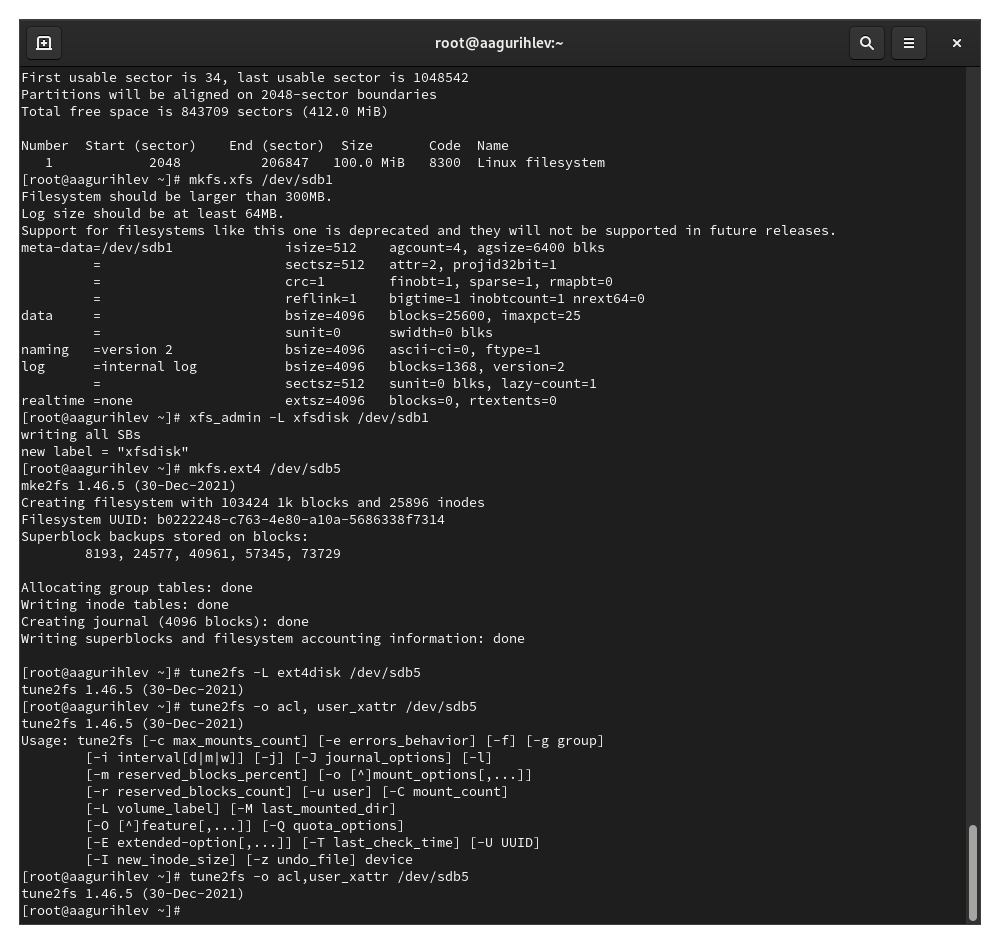 root@aagurihlev:~
First usable sector is 34, last usable sector is 1048542
Partitions will be aligned on 2048-sector boundaries
Total free space is 843709 sectors (412.0 MiB)
Number  Start (sector)    End (sector)  Size       Code  Name
   1            2048          206847   100.0 MiB   8300  Linux filesystem
[root@aagurihlev ~]# mkfs.xfs /dev/sdb1
Filesystem should be larger than 300MB.
Log size should be at least 64MB.
Support for filesystems like this one is deprecated and they will not be supported in future releases.
meta-data=/dev/sdb1              isize=512    agcount=4, agsize=6400 blks
         =                       sectsz=512   attr=2, projid32bit=1
         =                       crc=1        finobt=1, sparse=1, rmapbt=0
         =                       reflink=1    bigtime=1 inobtcount=1 nrext64=0
data     =                       bsize=4096   blocks=25600, imaxpct=25
         =                       sunit=0      swidth=0 blks
naming   =version 2              bsize=4096   ascii-ci=0, ftype=1
log      =internal log           bsize=4096   blocks=1368, version=2
         =                       sectsz=512   sunit=0 blks, lazy-count=1
realtime =none                   extsz=4096   blocks=0, rtextents=0
[root@aagurihlev ~]# xfs_admin -L xfsdisk /dev/sdb1
writing all SBs
new label = "xfsdisk"
[root@aagurihlev ~]# mkfs.ext4 /dev/sdb5
mke2fs 1.46.5 (30-Dec-2021)
Creating filesystem with 103424 1k blocks and 25896 inodes
Filesystem UUID: b0222248-c763-4e80-a10a-5686338f7314
Superblock backups stored on blocks:
        8193, 24577, 40961, 57345, 73729
Allocating group tables: done
Writing inode tables: done
Creating journal (4096 blocks): done
Writing superblocks and filesystem accounting information: done
[root@aagurihlev ~]# tune2fs -L ext4disk /dev/sdb5
tune2fs 1.46.5 (30-Dec-2021)
[root@aagurihlev ~]# tune2fs -o acl, user_xattr /dev/sdb5
tune2fs 1.46.5 (30-Dec-2021)
Usage: tune2fs [-c max_mounts_count] [-e errors_behavior] [-f] [-g group]
        [-i interval[d|m|w]] [-j] [-J journal_options] [-l]
        [-m reserved_blocks_percent] [-o [^]mount_options[,...]]
        [-r reserved_blocks_count] [-u user] [-C mount_count]
        [-L volume_label] [-M last_mounted_dir]
        [-O [^]feature[,...]] [-Q quota_options]
        [-E extended-option[,...]] [-T last_check_time] [-U UUID]
        [-I new_inode_size] [-z undo_file] device
[root@aagurihlev ~]# tune2fs -o acl,user_xattr /dev/sdb5
tune2fs 1.46.5 (30-Dec-2021)
[root@aagurihlev ~]#